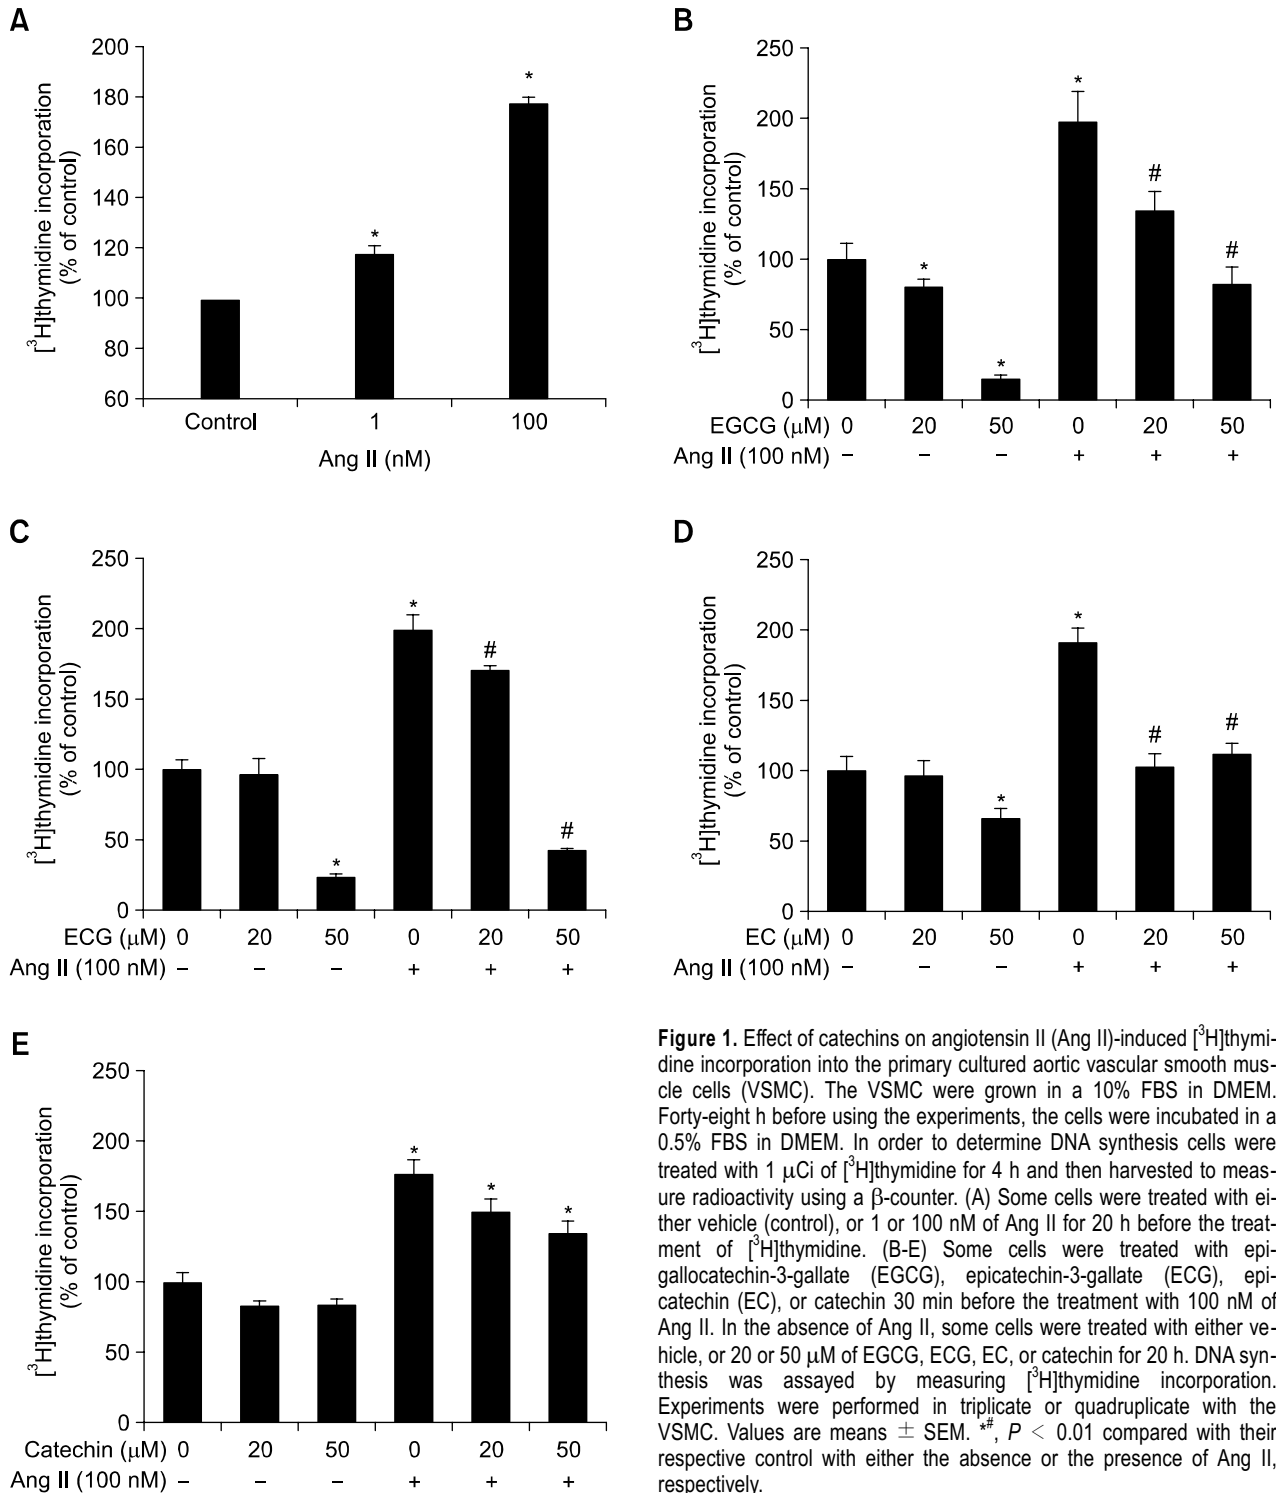 A
200
180
160
140
120
100
80
60
[³H]thymidine incorporation
(% of control)
*
*
Control 1 100
Ang II (nM)
B
250
200
150
100
50
0
[³H]thymidine incorporation
(% of control)
*
*
*
#
#
EGCG (μM) 0 20 50 0 20 50
Ang II (100 nM) − − − + + +
C
250
200
150
100
50
0
[³H]thymidine incorporation
(% of control)
*
*
#
#
ECG (μM) 0 20 50 0 20 50
Ang II (100 nM) − − − + + +
D
250
200
150
100
50
0
[³H]thymidine incorporation
(% of control)
*
*
#
#
EC (μM) 0 20 50 0 20 50
Ang II (100 nM) − − − + + +
E
250
200
150
100
50
0
[³H]thymidine incorporation
(% of control)
*
*
*
Catechin (μM) 0 20 50 0 20 50
Ang II (100 nM) − − − + + +
Figure 1. Effect of catechins on angiotensin II (Ang II)-induced [³H]thymi-
dine incorporation into the primary cultured aortic vascular smooth mus-
cle cells (VSMC). The VSMC were grown in a 10% FBS in DMEM.
Forty-eight h before using the experiments, the cells were incubated in a
0.5% FBS in DMEM. In order to determine DNA synthesis cells were
treated with 1 μCi of [³H]thymidine for 4 h and then harvested to meas-
ure radioactivity using a β-counter. (A) Some cells were treated with ei-
ther vehicle (control), or 1 or 100 nM of Ang II for 20 h before the treat-
ment of [³H]thymidine. (B-E) Some cells were treated with epi-
gallocatechin-3-gallate (EGCG), epicatechin-3-gallate (ECG), epi-
catechin (EC), or catechin 30 min before the treatment with 100 nM of
Ang II. In the absence of Ang II, some cells were treated with either ve-
hicle, or 20 or 50 μM of EGCG, ECG, EC, or catechin for 20 h. DNA syn-
thesis was assayed by measuring [³H]thymidine incorporation.
Experiments were performed in triplicate or quadruplicate with the
VSMC. Values are means ± SEM. *#, P < 0.01 compared with their
respective control with either the absence or the presence of Ang II,
respectively.